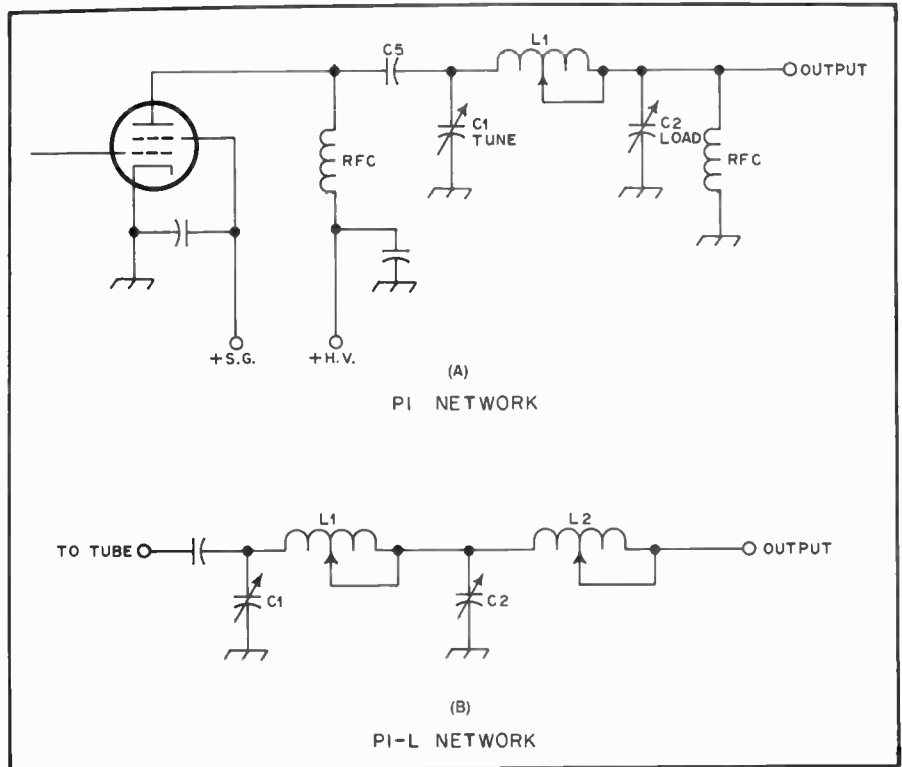 C5
L1
OUTPUT
C1
TUNE
C2
LOAD
RFC
RFC
+S.G.
+H.V.
(A)
PI NETWORK
L1
L2
TO TUBE
OUTPUT
C1
C2
(B)
PI-L NETWORK